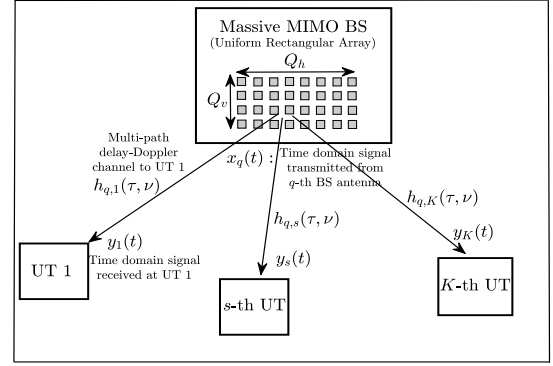 Massive MIMO BS
(Uniform Rectangular Array)
Q_h
Q_v
Multi-path
delay-Doppler
channel to UT 1
h_{q,1}(τ, ν)
x_q(t) : Time domain signal
transmitted from
q-th BS antenna
h_{q,s}(τ, ν)
h_{q,K}(τ, ν)
y_1(t)
Time domain signal
received at UT 1
y_s(t)
y_K(t)
UT 1
s-th UT
K-th UT